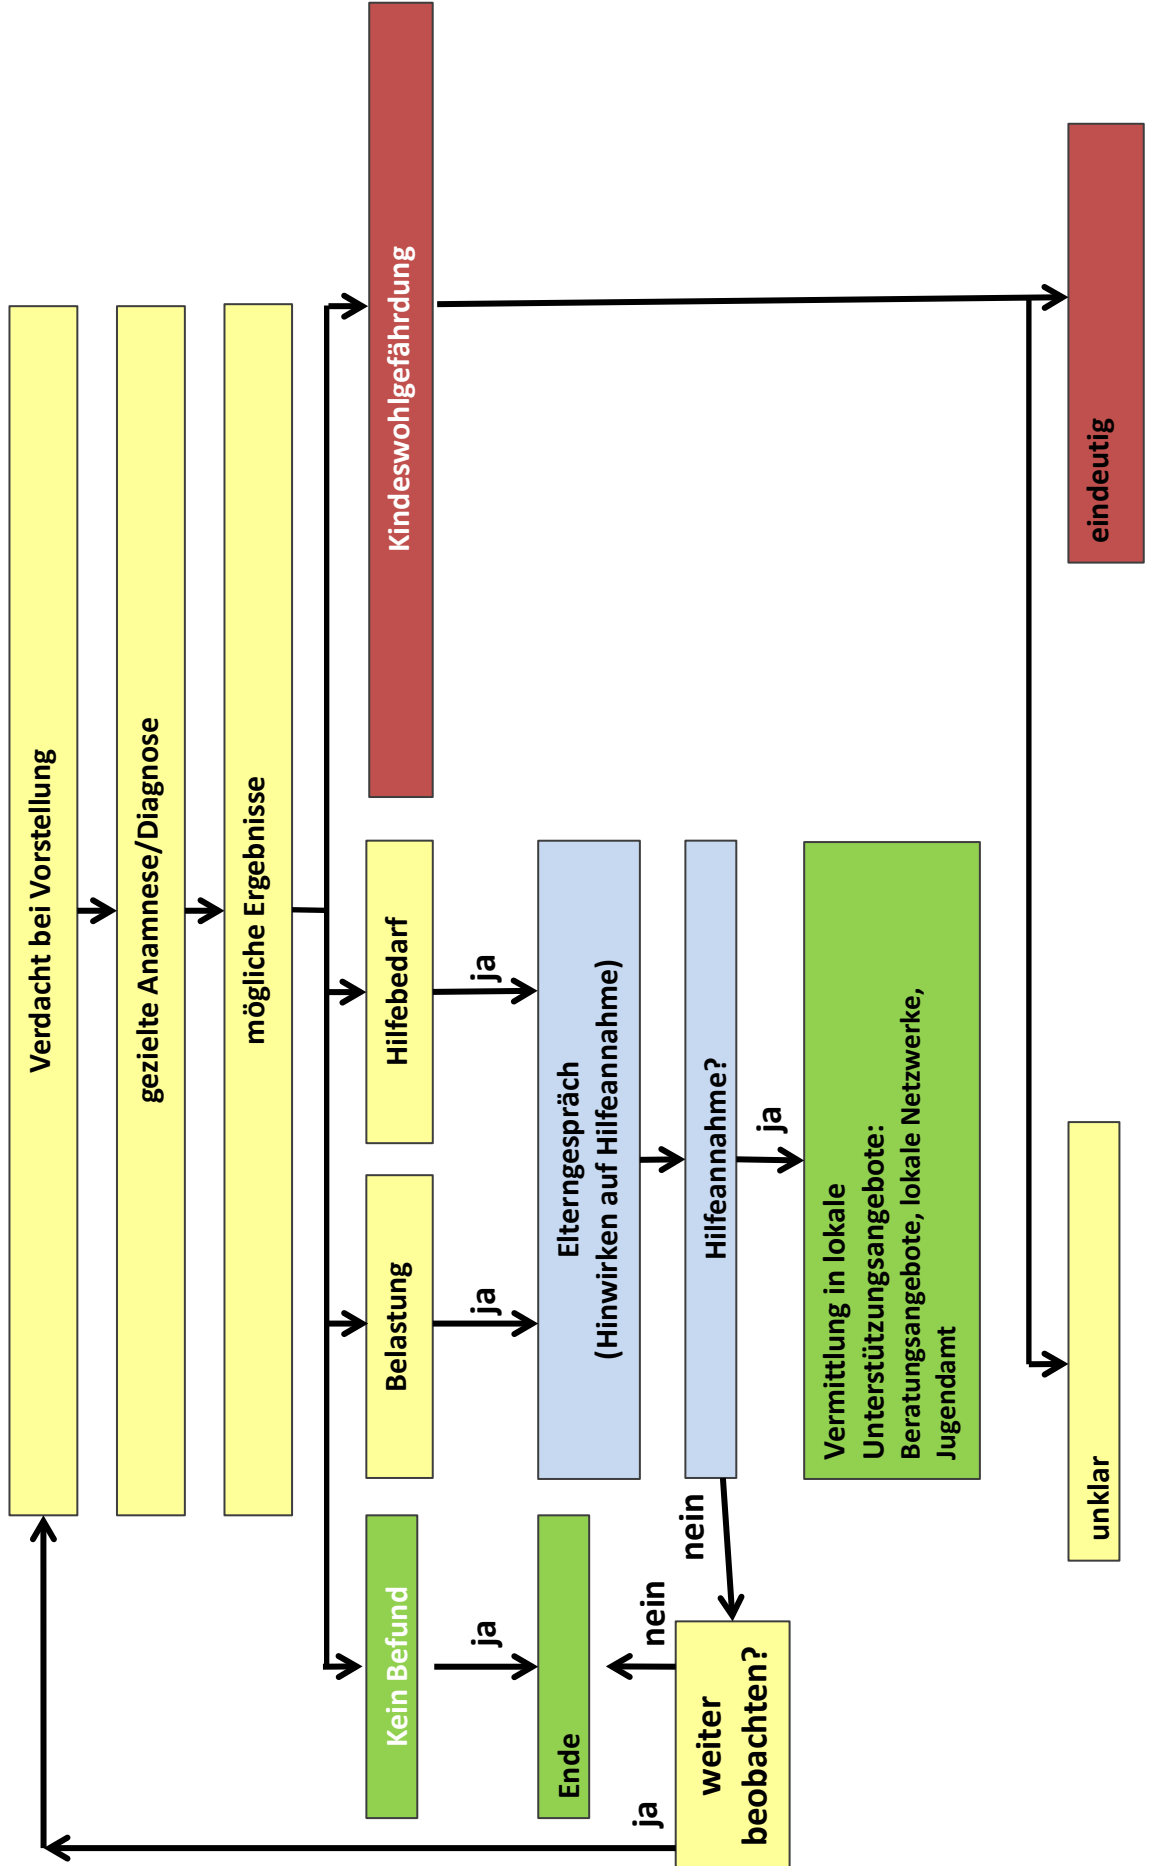 Verdacht bei Vorstellung
gezielte Anamnese/Diagnose
mögliche Ergebnisse
Kein Befund
Belastung
Hilfebedarf
Kindeswohlgefährdung
ja
ja
ja
Ende
Elterngespräch
(Hinwirken auf Hilfeannahme)
ja
nein
nein
Hilfeannahme?
weiter
beobachten?
ja
Vermittlung in lokale
Unterstützungsangebote:
Beratungsangebote, lokale Netzwerke,
Jugendamt
unklar
eindeutig